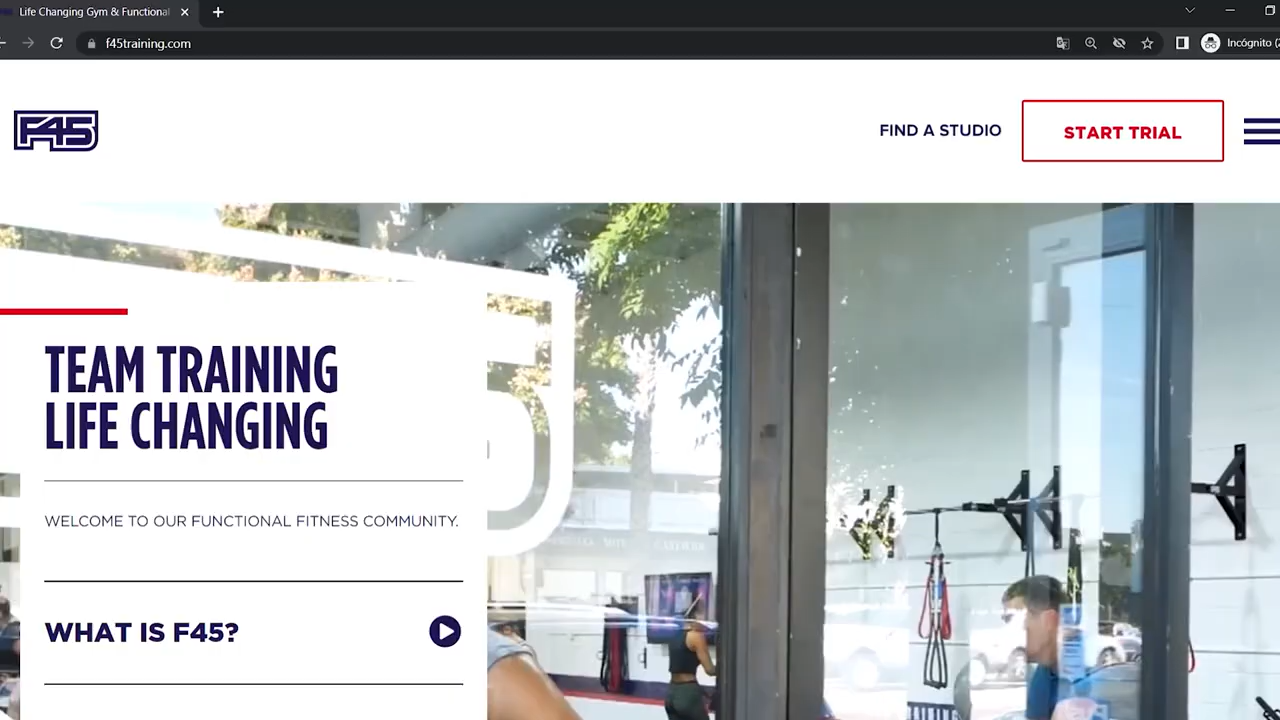 Life Changing Gym & Functional
f45training.com
Incógnito (2
F45
FIND A STUDIO
START TRIAL
TEAM TRAINING
LIFE CHANGING
WELCOME TO OUR FUNCTIONAL FITNESS COMMUNITY.
WHAT IS F45?